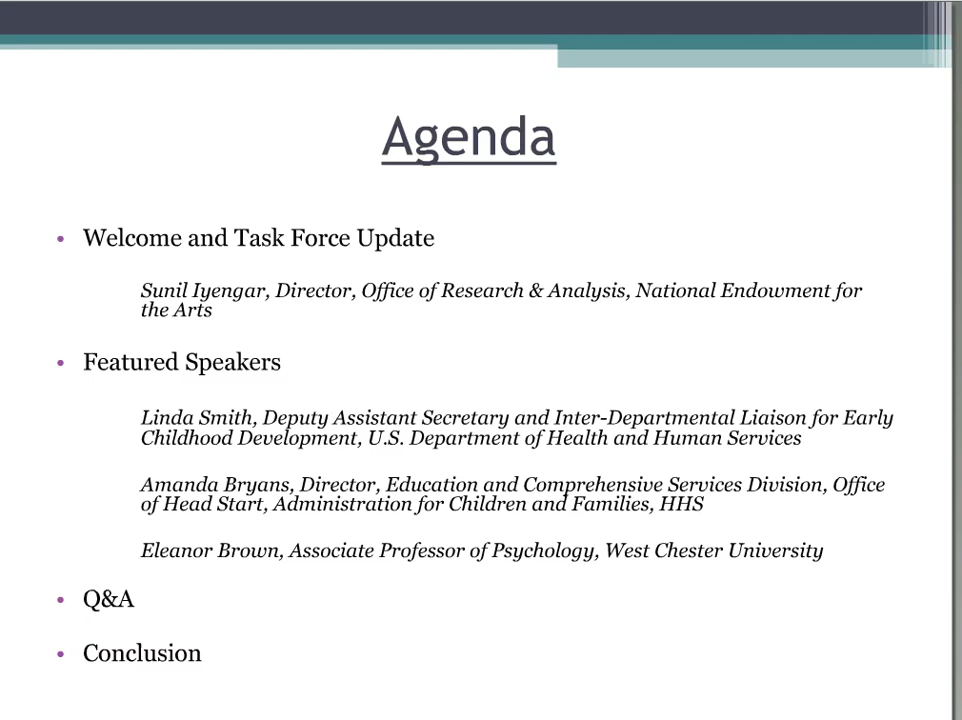 Agenda
• Welcome and Task Force Update
Sunil Iyengar, Director, Office of Research & Analysis, National Endowment for
the Arts
• Featured Speakers
Linda Smith, Deputy Assistant Secretary and Inter-Departmental Liaison for Early
Childhood Development, U.S. Department of Health and Human Services
Amanda Bryans, Director, Education and Comprehensive Services Division, Office
of Head Start, Administration for Children and Families, HHS
Eleanor Brown, Associate Professor of Psychology, West Chester University
• Q&A
• Conclusion